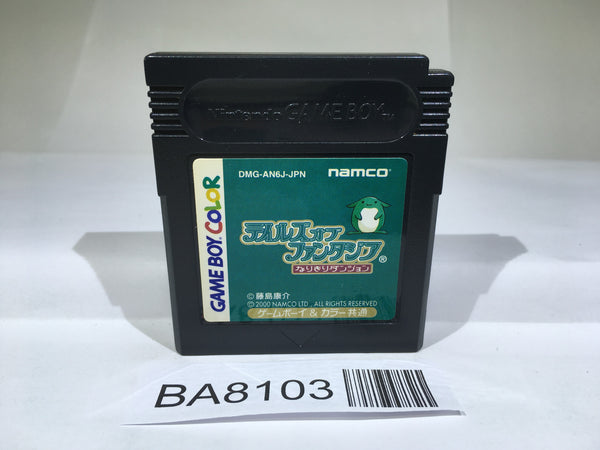 Nintendo GAME BOY TM
GAME BOY COLOR
DMG-AN6J-JPN namco
テイルズオブ
ファンタジア®
なりきりダンジョン
©藤島康介
©2000 NAMCO LTD., ALL RIGHTS RESERVED
ゲームボーイ & カラー共通
BA8103